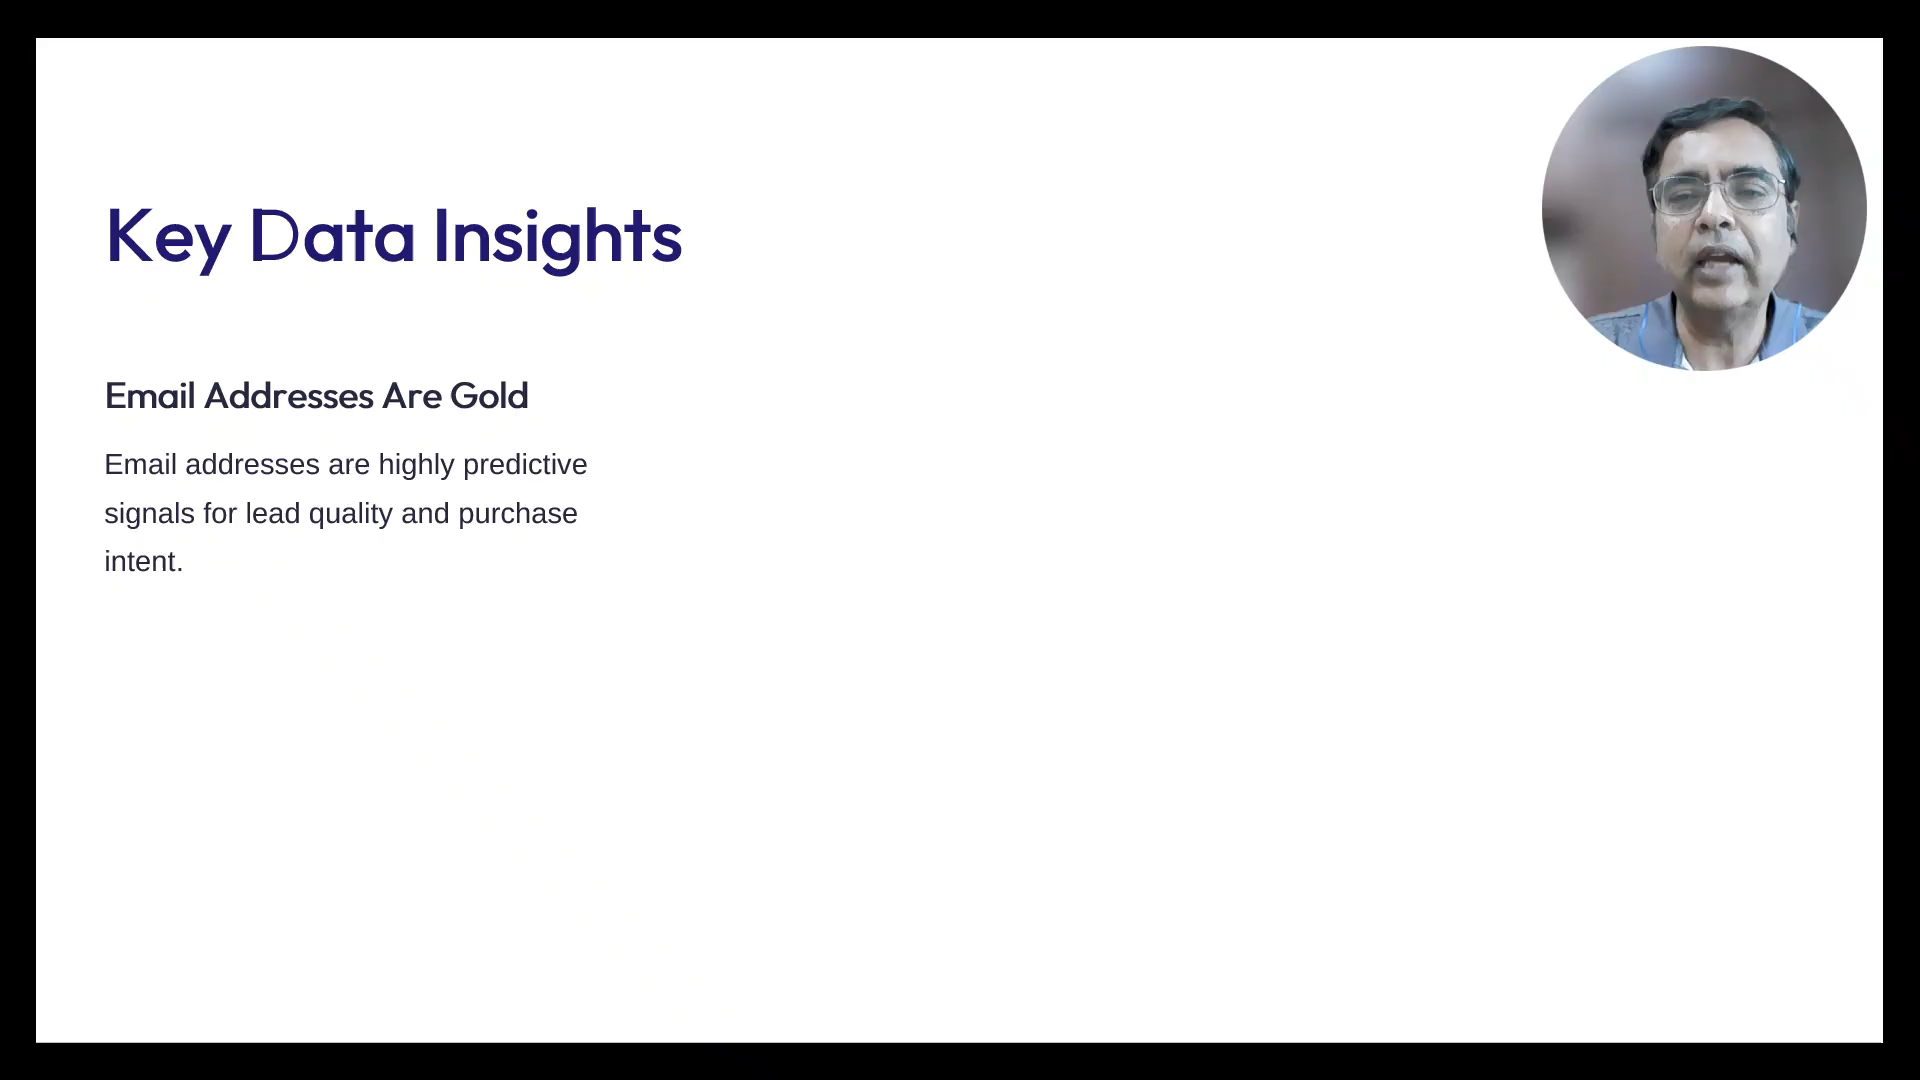 Key Data Insights
Email Addresses Are Gold
Email addresses are highly predictive
signals for lead quality and purchase
intent.